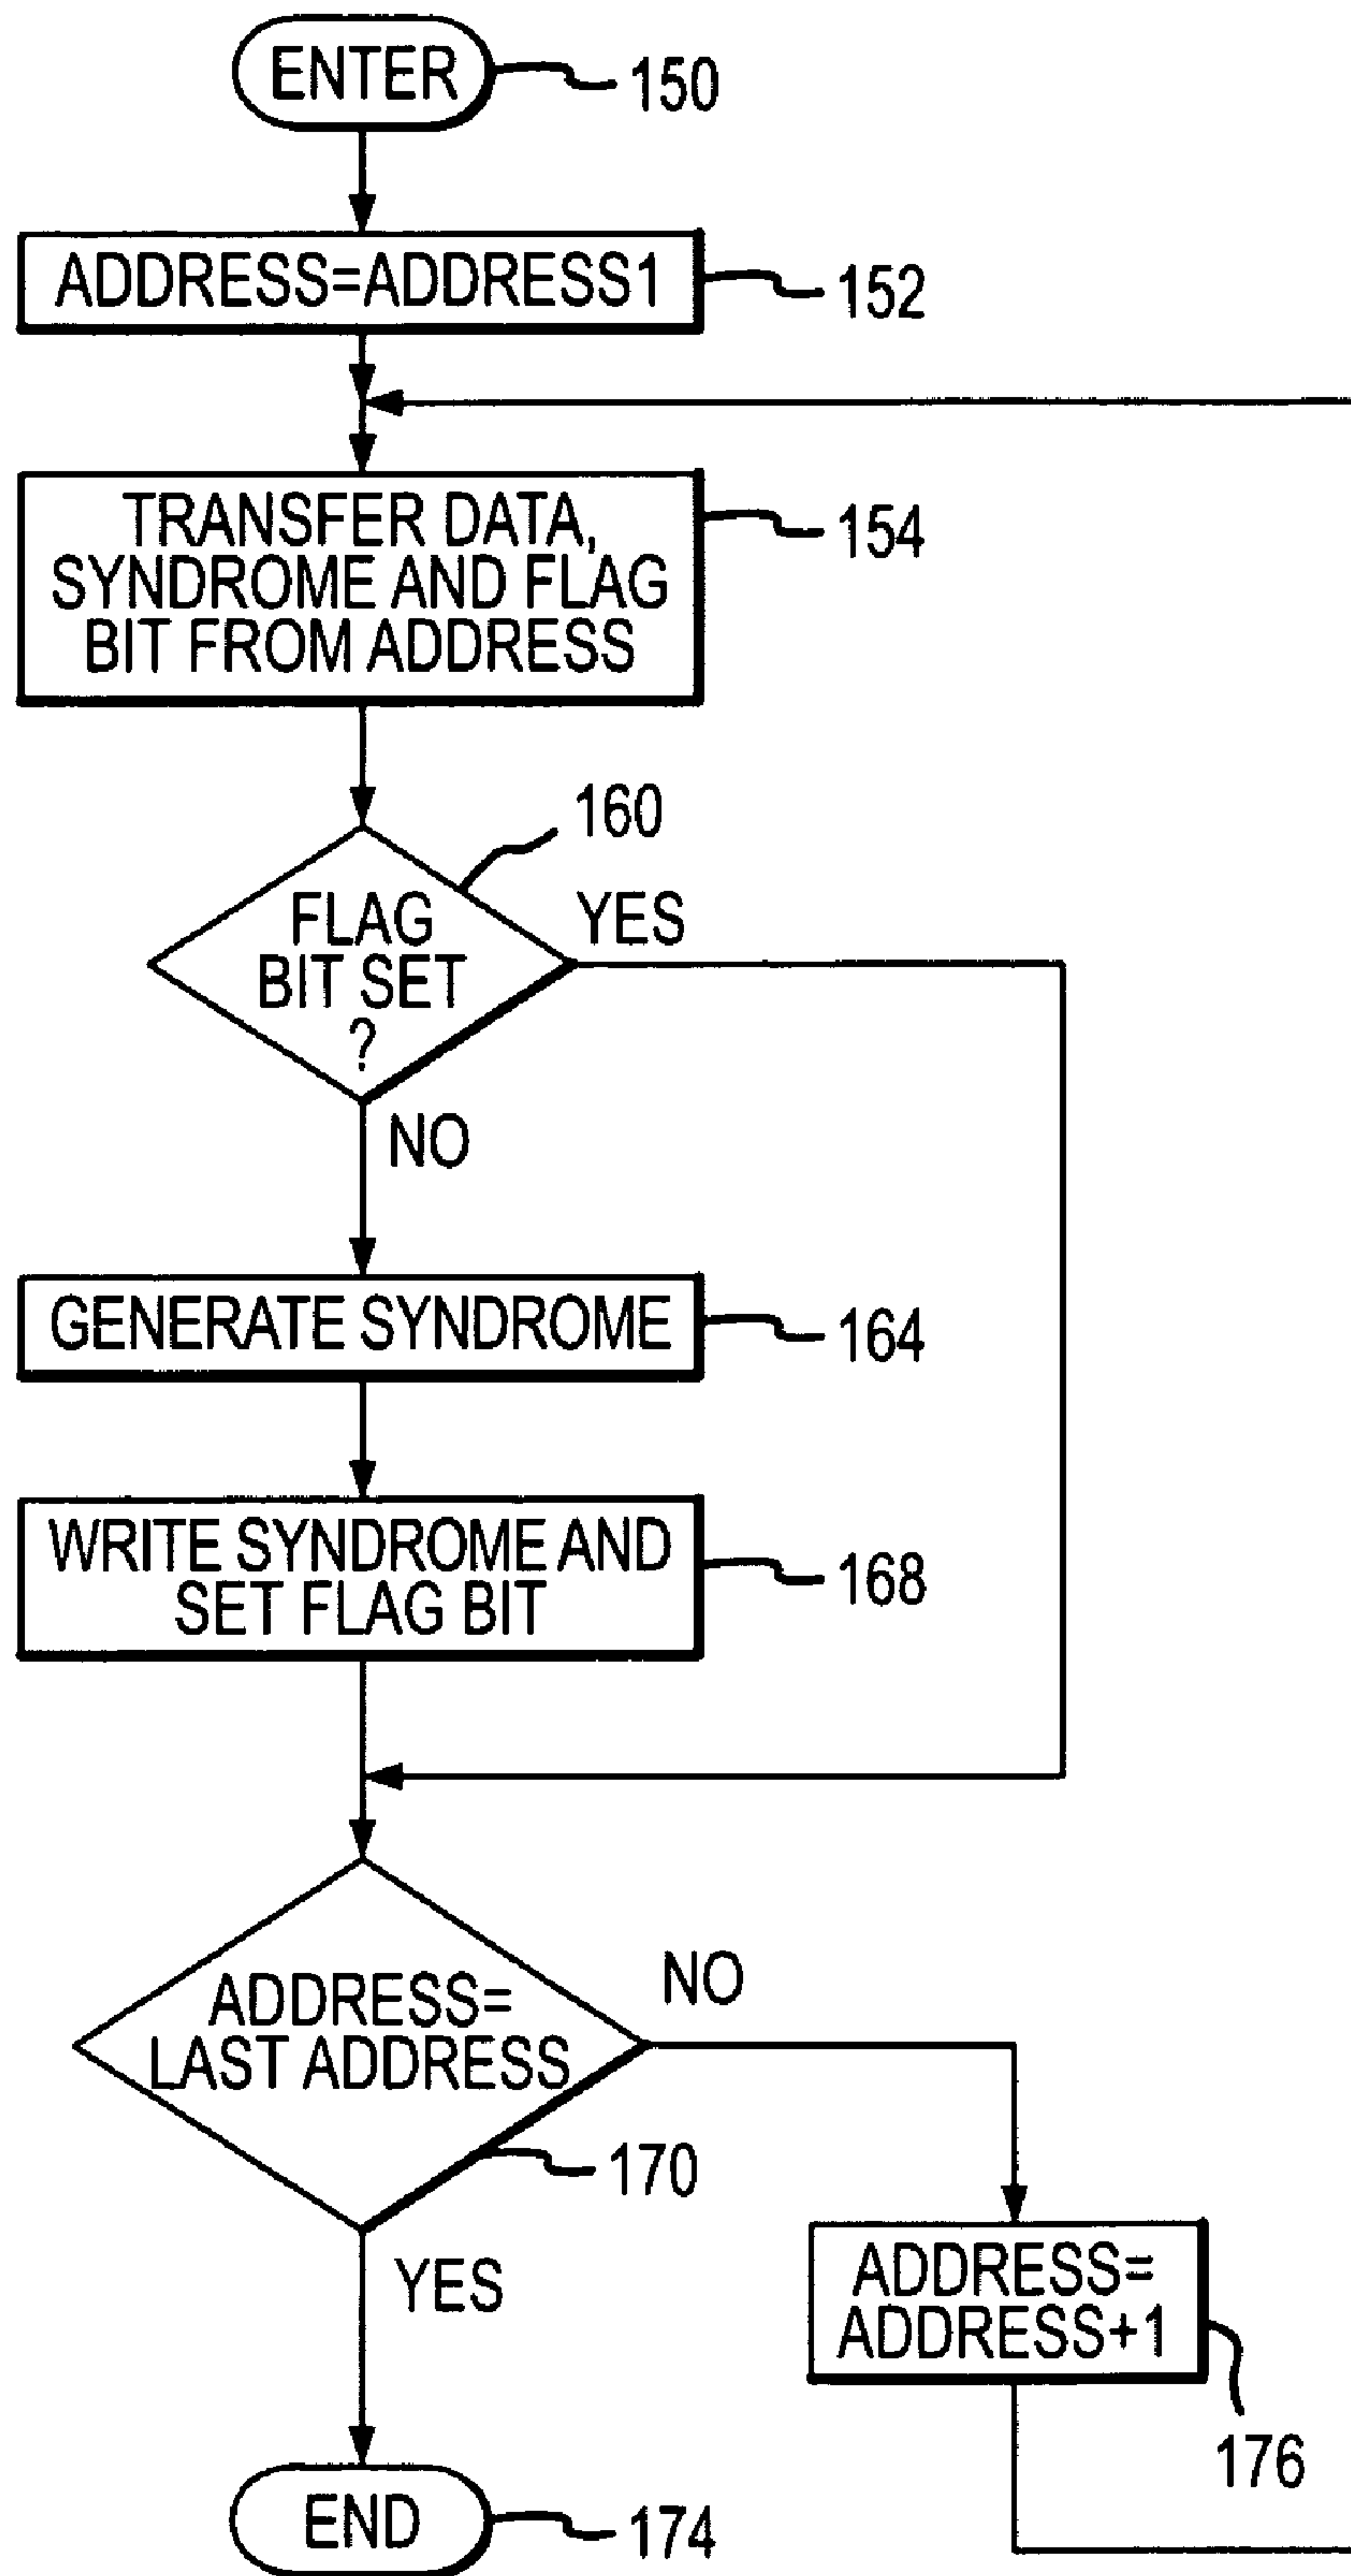 ENTER
150
ADDRESS=ADDRESS1
152
TRANSFER DATA,
SYNDROME AND FLAG
BIT FROM ADDRESS
154
160
FLAG
BIT SET
?
YES
NO
GENERATE SYNDROME
164
WRITE SYNDROME AND
SET FLAG BIT
168
ADDRESS=
LAST ADDRESS
NO
170
YES
ADDRESS=
ADDRESS+1
176
END
174